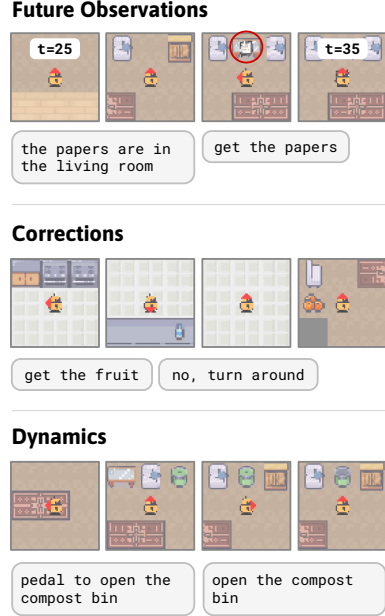 Future Observations
t=25
t=35
the papers are in
the living room
get the papers
Corrections
get the fruit
no, turn around
Dynamics
pedal to open the
compost bin
open the compost
bin